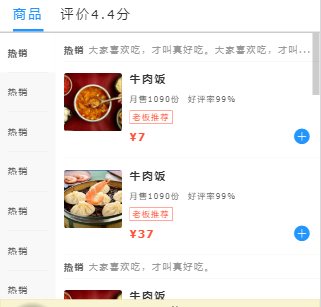 商品 评价4.4分
热销
热销
热销
热销
热销
热销
热销
热销 大家喜欢吃，才叫真好吃。大家喜欢吃，才叫...
牛肉饭
月售1090份 好评率99%
老板推荐
¥7
牛肉饭
月售1090份 好评率99%
老板推荐
¥37
热销 大家喜欢吃，才叫真好吃。
牛肉饭